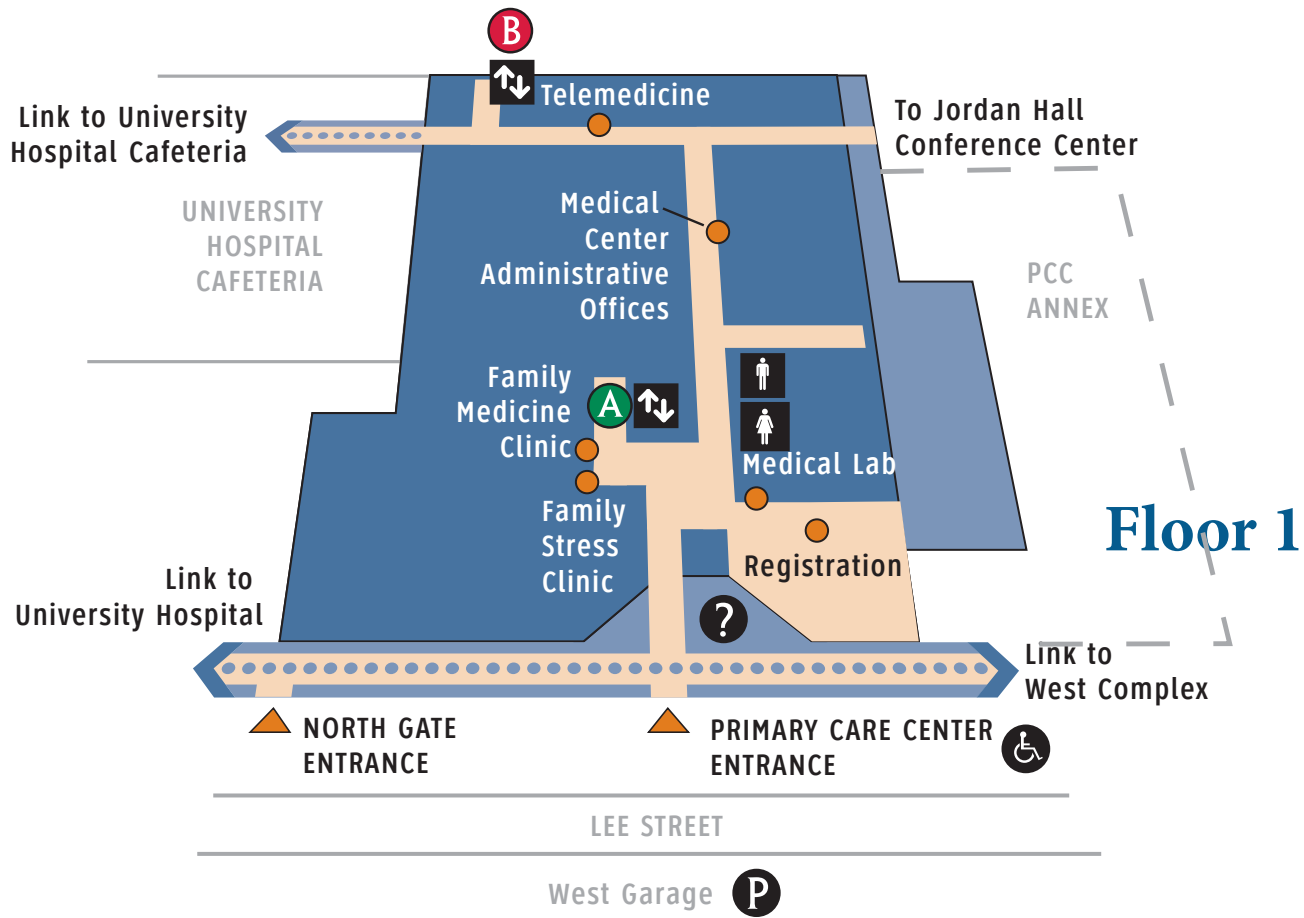 B
Telemedicine
Link to University
Hospital Cafeteria
To Jordan Hall
Conference Center
UNIVERSITY
HOSPITAL
CAFETERIA
Medical
Center
Administrative
Offices
PCC
ANNEX
Family
Medicine
Clinic
A
Medical Lab
Family
Stress
Clinic
Registration
Floor 1
Link to
University Hospital
?
Link to
West Complex
NORTH GATE
ENTRANCE
PRIMARY CARE CENTER
ENTRANCE
LEE STREET
West Garage P